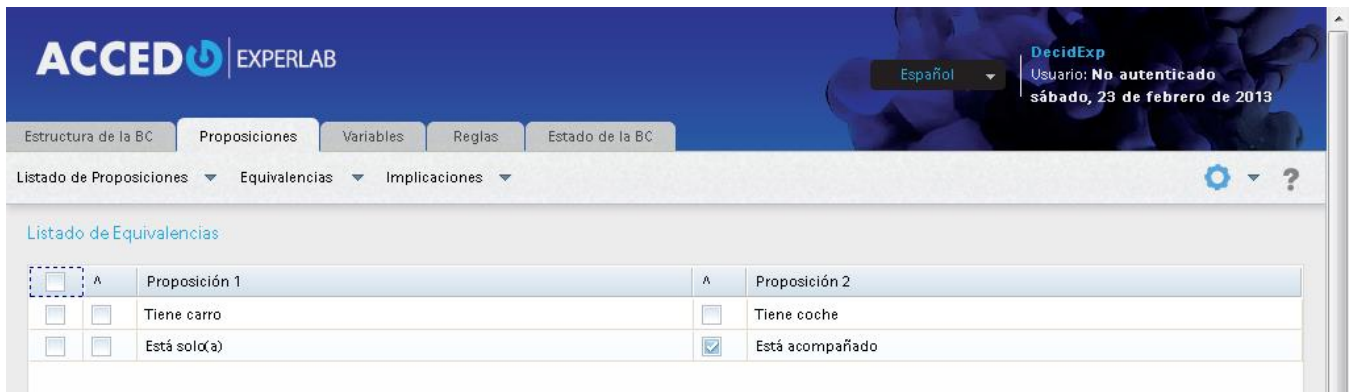 ACCEDO EXPERLAB
Español
DecidExp
Usuario: No autenticado
sábado, 23 de febrero de 2013
Estructura de la BC Proposiciones Variables Reglas Estado de la BC
Listado de Proposiciones Equivalencias Implicaciones ?
Listado de Equivalencias
^ Proposición 1 ^ Proposición 2
Tiene carro Tiene coche
Está solo(a) Está acompañado